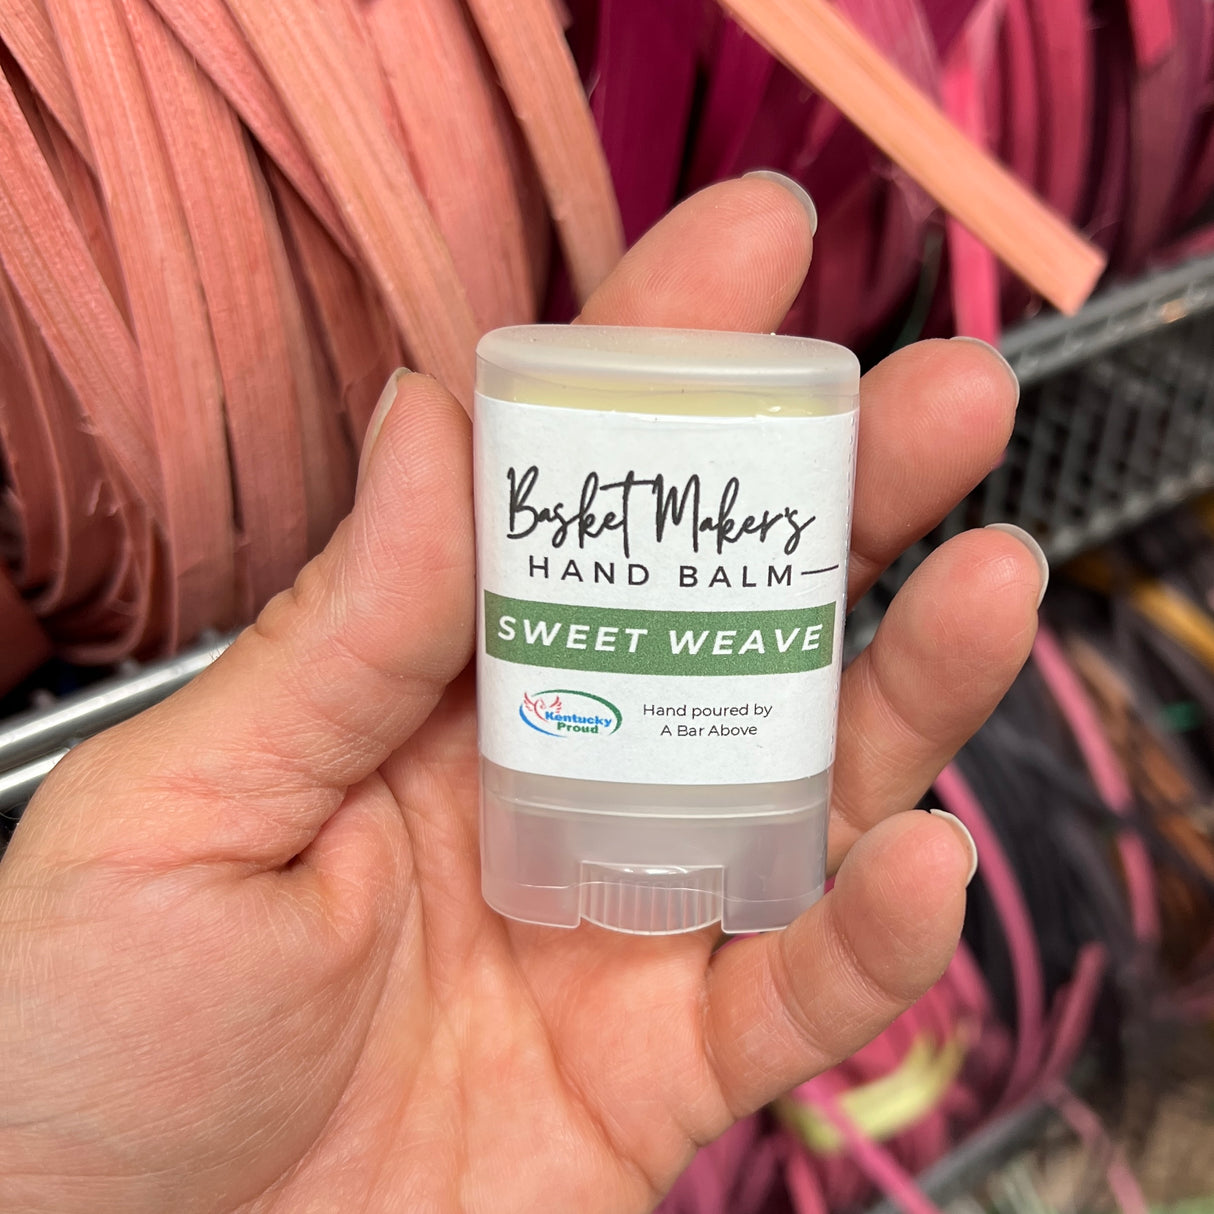 Basket Maker's
HAND BALM
SWEET WEAVE
Kentucky
Proud
Hand poured by
A Bar Above